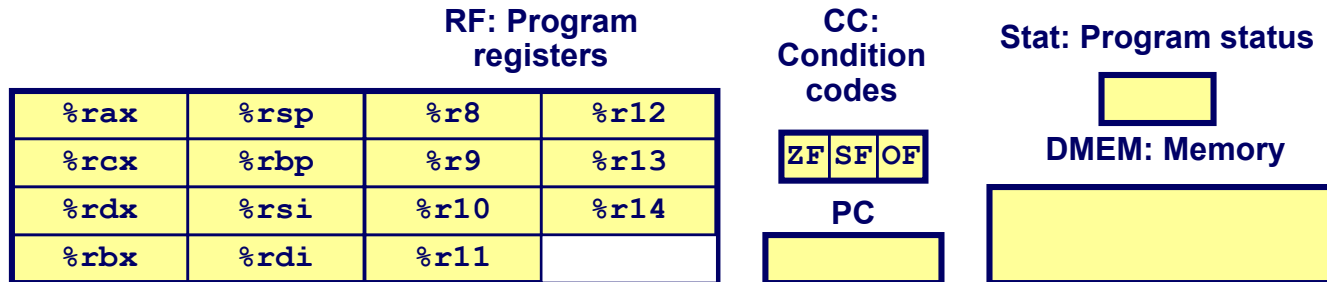 RF: Program
registers
%rax %rsp %r8 %r12
%rcx %rbp %r9 %r13
%rdx %rsi %r10 %r14
%rbx %rdi %r11
CC:
Condition
codes
ZF SF OF
PC
Stat: Program status
DMEM: Memory